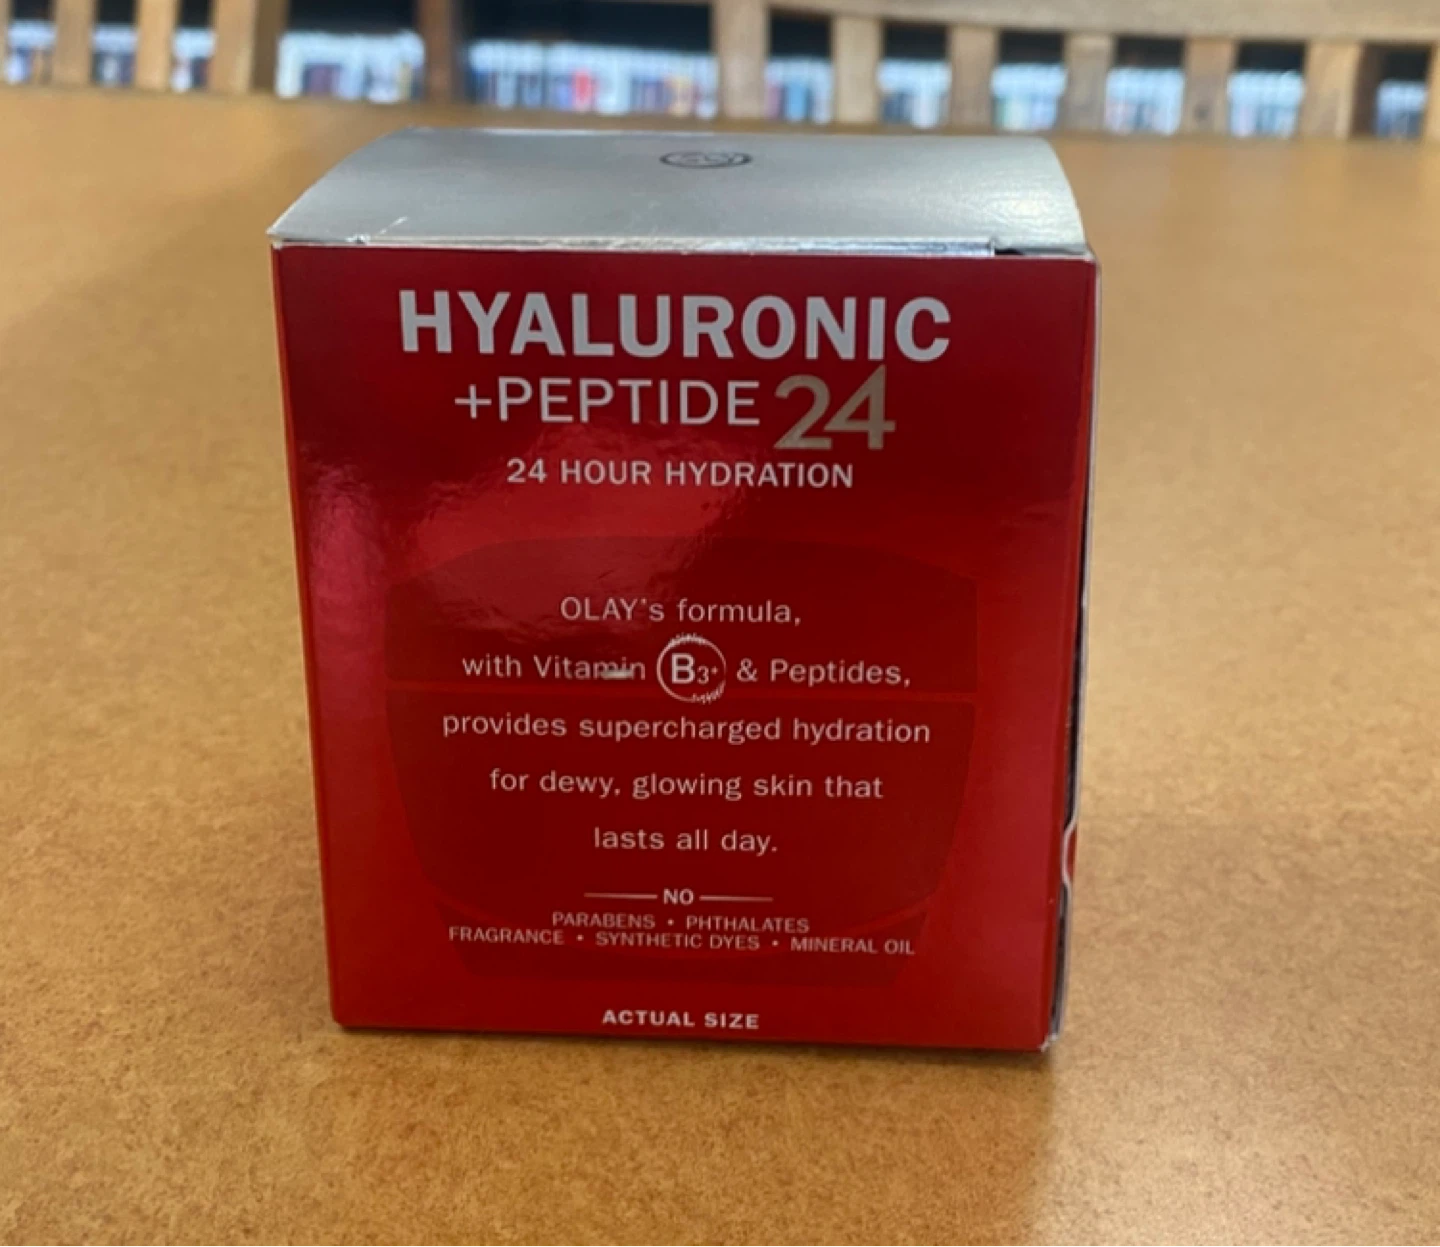 HYALURONIC
+PEPTIDE 24
24 HOUR HYDRATION
OLAY's formula,
with Vitamin B3+ & Peptides,
provides supercharged hydration
for dewy, glowing skin that
lasts all day.
NO
PARABENS • PHTHALATES
FRAGRANCE • SYNTHETIC DYES • MINERAL OIL
ACTUAL SIZE